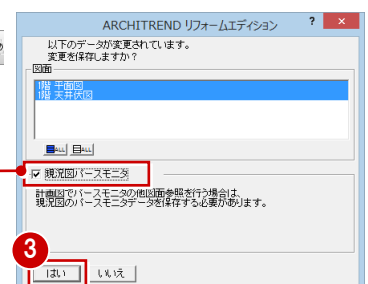 ARCHITREND リフォームエディション
以下のデータが変更されています。
変更を保存しますか?
図面
1階 平面図
1階 天井伏図
ALL ALL
現況図パースモニタ
計画図でパースモニタの他図面参照を行う場合は、
現況図のパースモニタデータを保存する必要があります。
3
はい いいえ